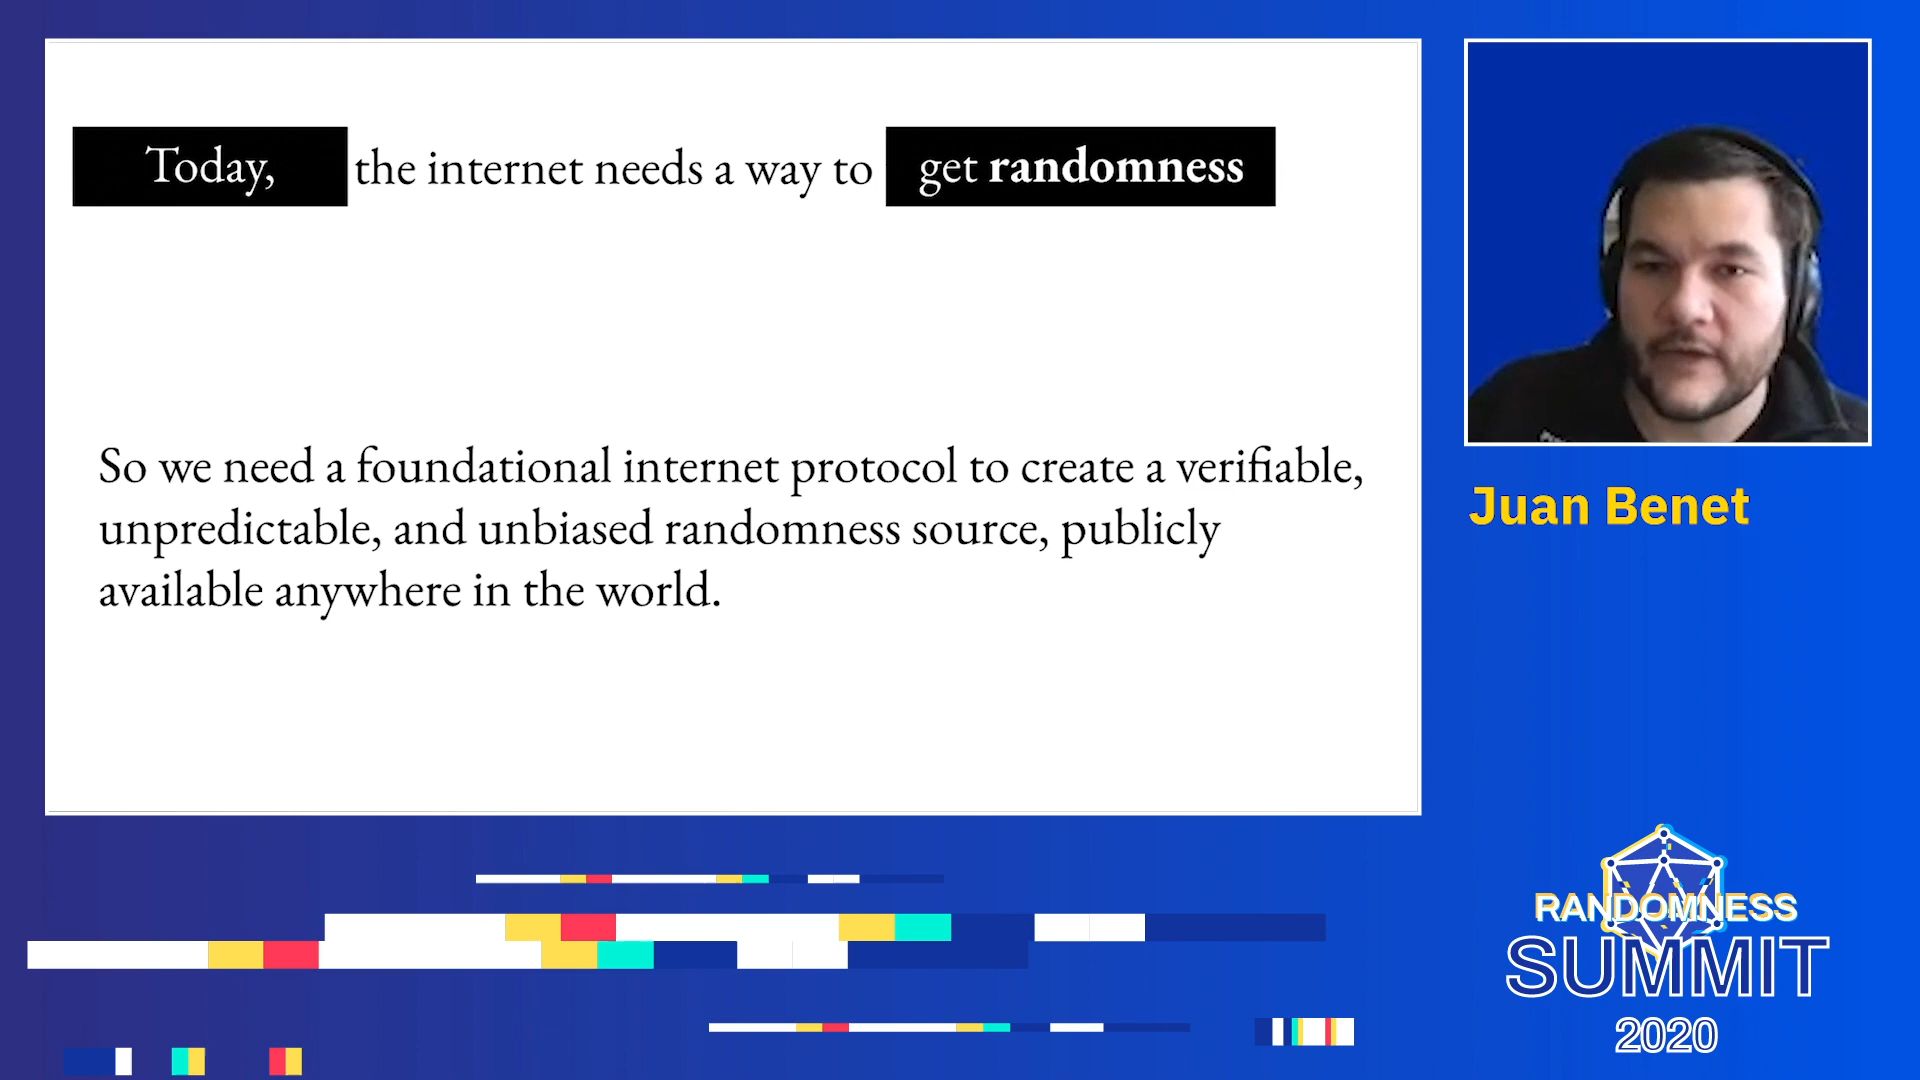 Today, the internet needs a way to get randomness
So we need a foundational internet protocol to create a verifiable,
unpredictable, and unbiased randomness source, publicly
available anywhere in the world.
Juan Benet
RANDOMNESS
SUMMIT
2020